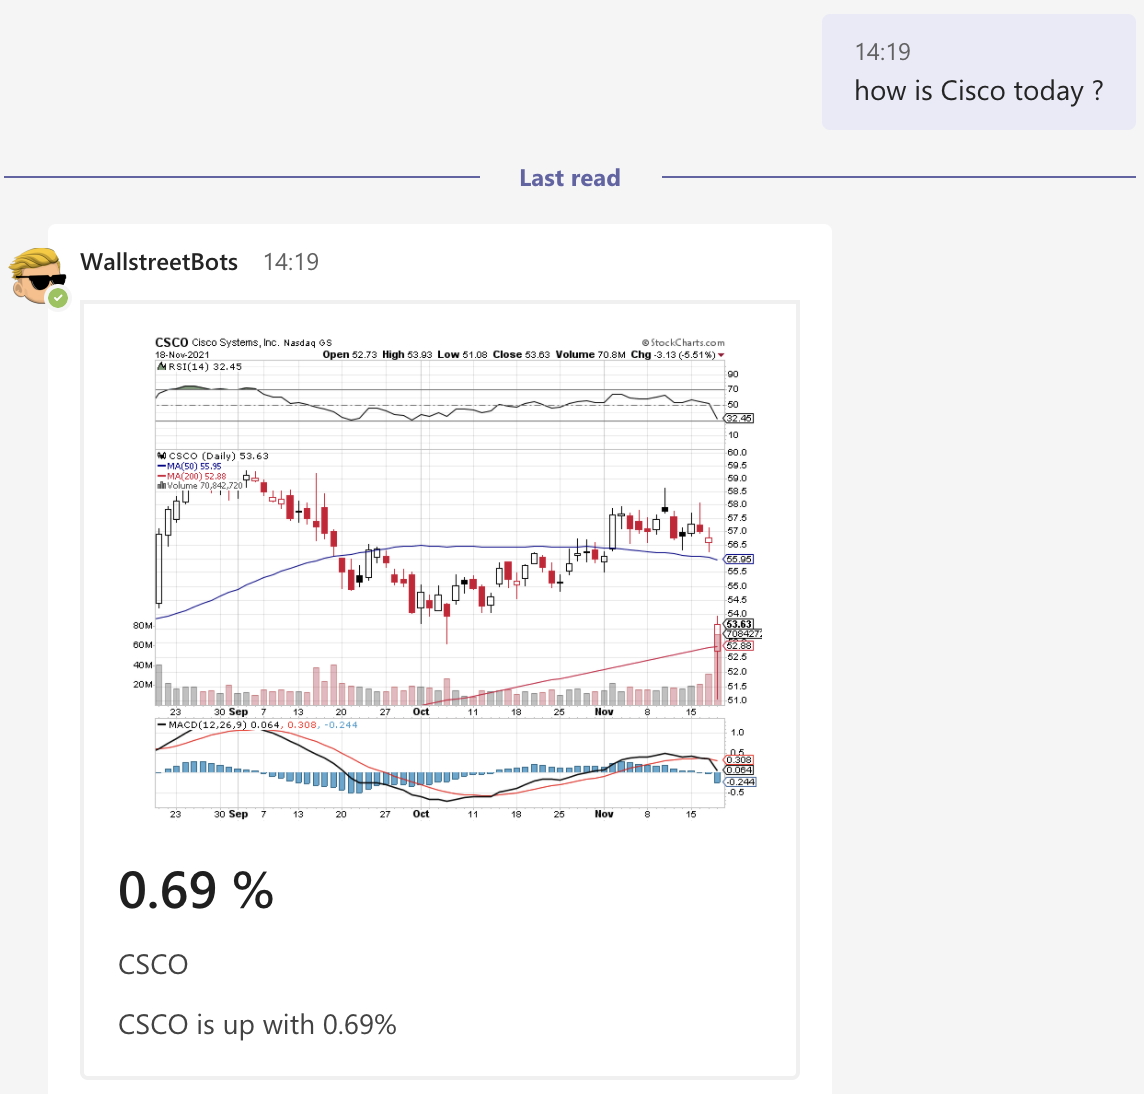 14:19
how is Cisco today ?
Last read
WallstreetBots 14:19
CSCO Cisco Systems, Inc. Nasdaq GS © StockCharts.com
18-Nov-2021 Open 52.73 High 53.93 Low 51.08 Close 53.63 Volume 70.8M Chg -3.13 (-5.51%)
RSI(14) 32.45
90
70
50
32.45
10
CSCO (Daily) 53.63
MA(50) 55.95
MA(200) 52.88
Volume 70,842,720
60.0
59.5
59.0
58.5
58.0
57.5
57.0
56.5
55.95
55.5
55.0
54.5
54.0
53.63
7084272
52.88
52.5
52.0
51.5
51.0
80M
60M
40M
20M
23 30 Sep 7 13 20 27 Oct 11 18 25 Nov 8 15
MACD(12,26,9) 0.064, 0.308, -0.244
1.0
0.5
0.308
0.064
-0.244
-0.5
23 30 Sep 7 13 20 27 Oct 11 18 25 Nov 8 15
0.69 %
CSCO
CSCO is up with 0.69%